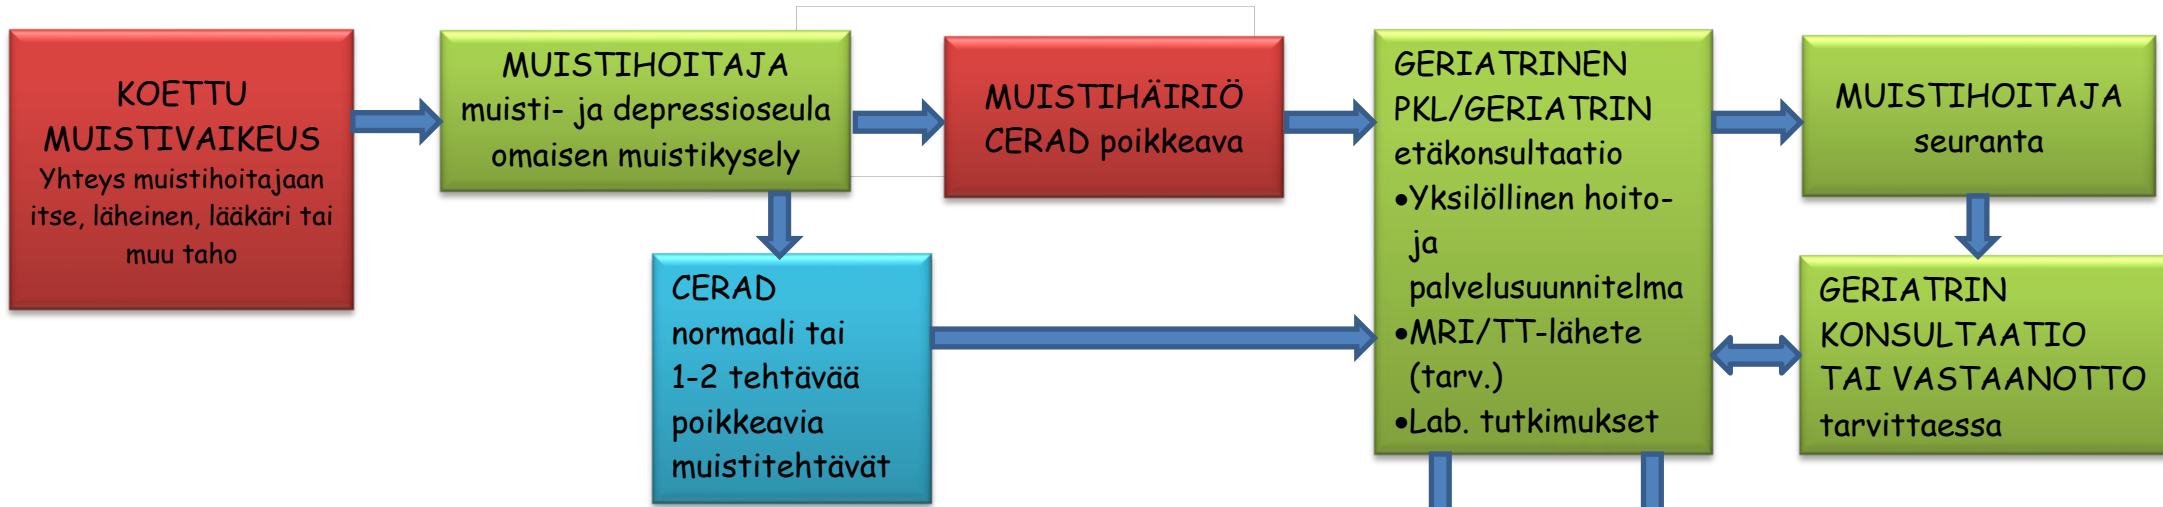 KOETTU
MUISTIVAIKEUS
Yhteys muistihoitajaan
itse, läheinen, lääkäri tai
muu taho
MUISTIHOITAJA
muisti- ja depressioseula
omaisen muistikysely
MUISTIHÄIRIÖ
CERAD poikkeava
CERAD
normaali tai
1-2 tehtävää
poikkeavia
muistitehtävät
GERIATRINEN
PKL/GERIATRIN
etäkonsultaatio
•Yksilöllinen hoito-
ja
palvelusuunnitelma
•MRI/TT-lähete
(tarv.)
•Lab. tutkimukset
MUISTIHOITAJA
seuranta
GERIATRIN
KONSULTAATIO
TAI VASTAANOTTO
tarvittaessa